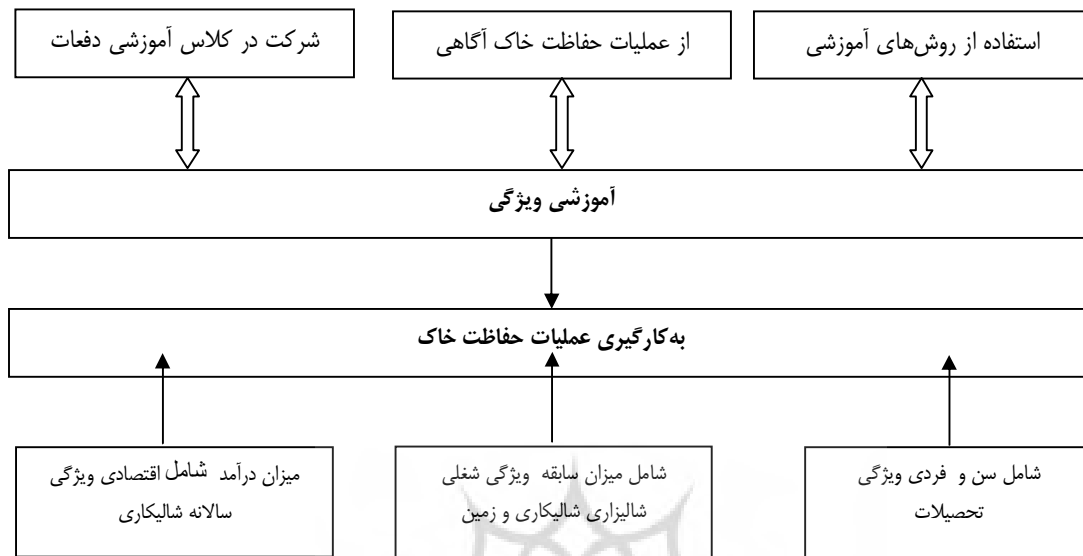 استفاده از روش‌های آموزشی
از عملیات حفاظت خاک آگاهی
شرکت در کلاس آموزشی دفعات
آموزشی ویژگی
به‌کارگیری عملیات حفاظت خاک
شامل سن و فردی ویژگی
تحصیلات
شامل میزان سابقه ویژگی شغلی
شالیزاری شالیکاری و زمین
میزان درآمد شامل اقتصادی ویژگی
سالانه شالیکاری